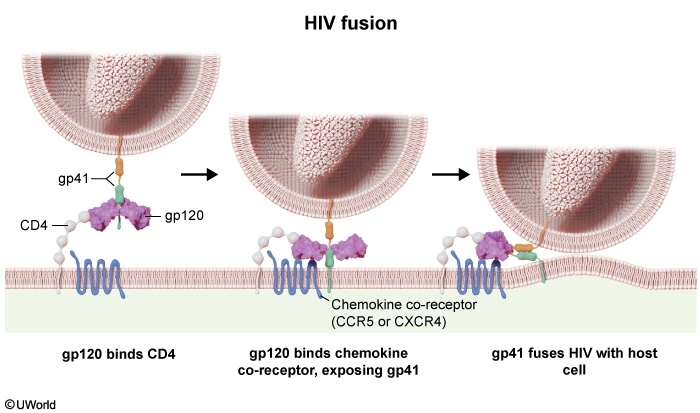 HIV fusion
gp41
gp120
CD4
Chemokine co-receptor
(CCR5 or CXCR4)
gp120 binds CD4
gp120 binds chemokine
co-receptor, exposing gp41
gp41 fuses HIV with host
cell
©UWorld